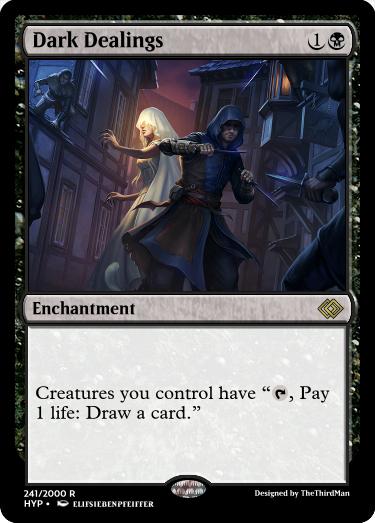 Dark Dealings 1
Enchantment
Creatures you control have “, Pay
1 life: Draw a card.”
241/2000 R
HYP • ELIFSIEBENPFEIFFER
Designed by TheThirdMan